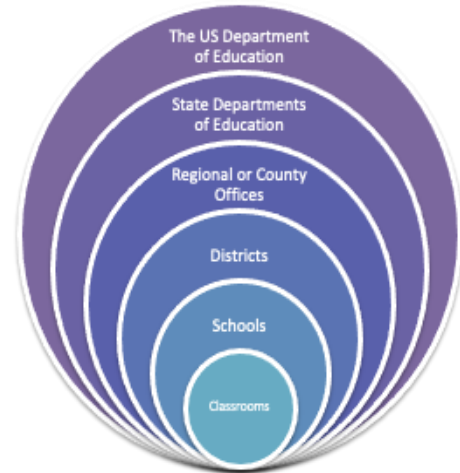 The US Department
of Education
State Departments
of Education
Regional or County
Offices
Districts
Schools
Classrooms